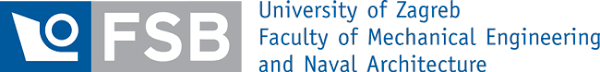 FSB
University of Zagreb
Faculty of Mechanical Engineering
and Naval Architecture